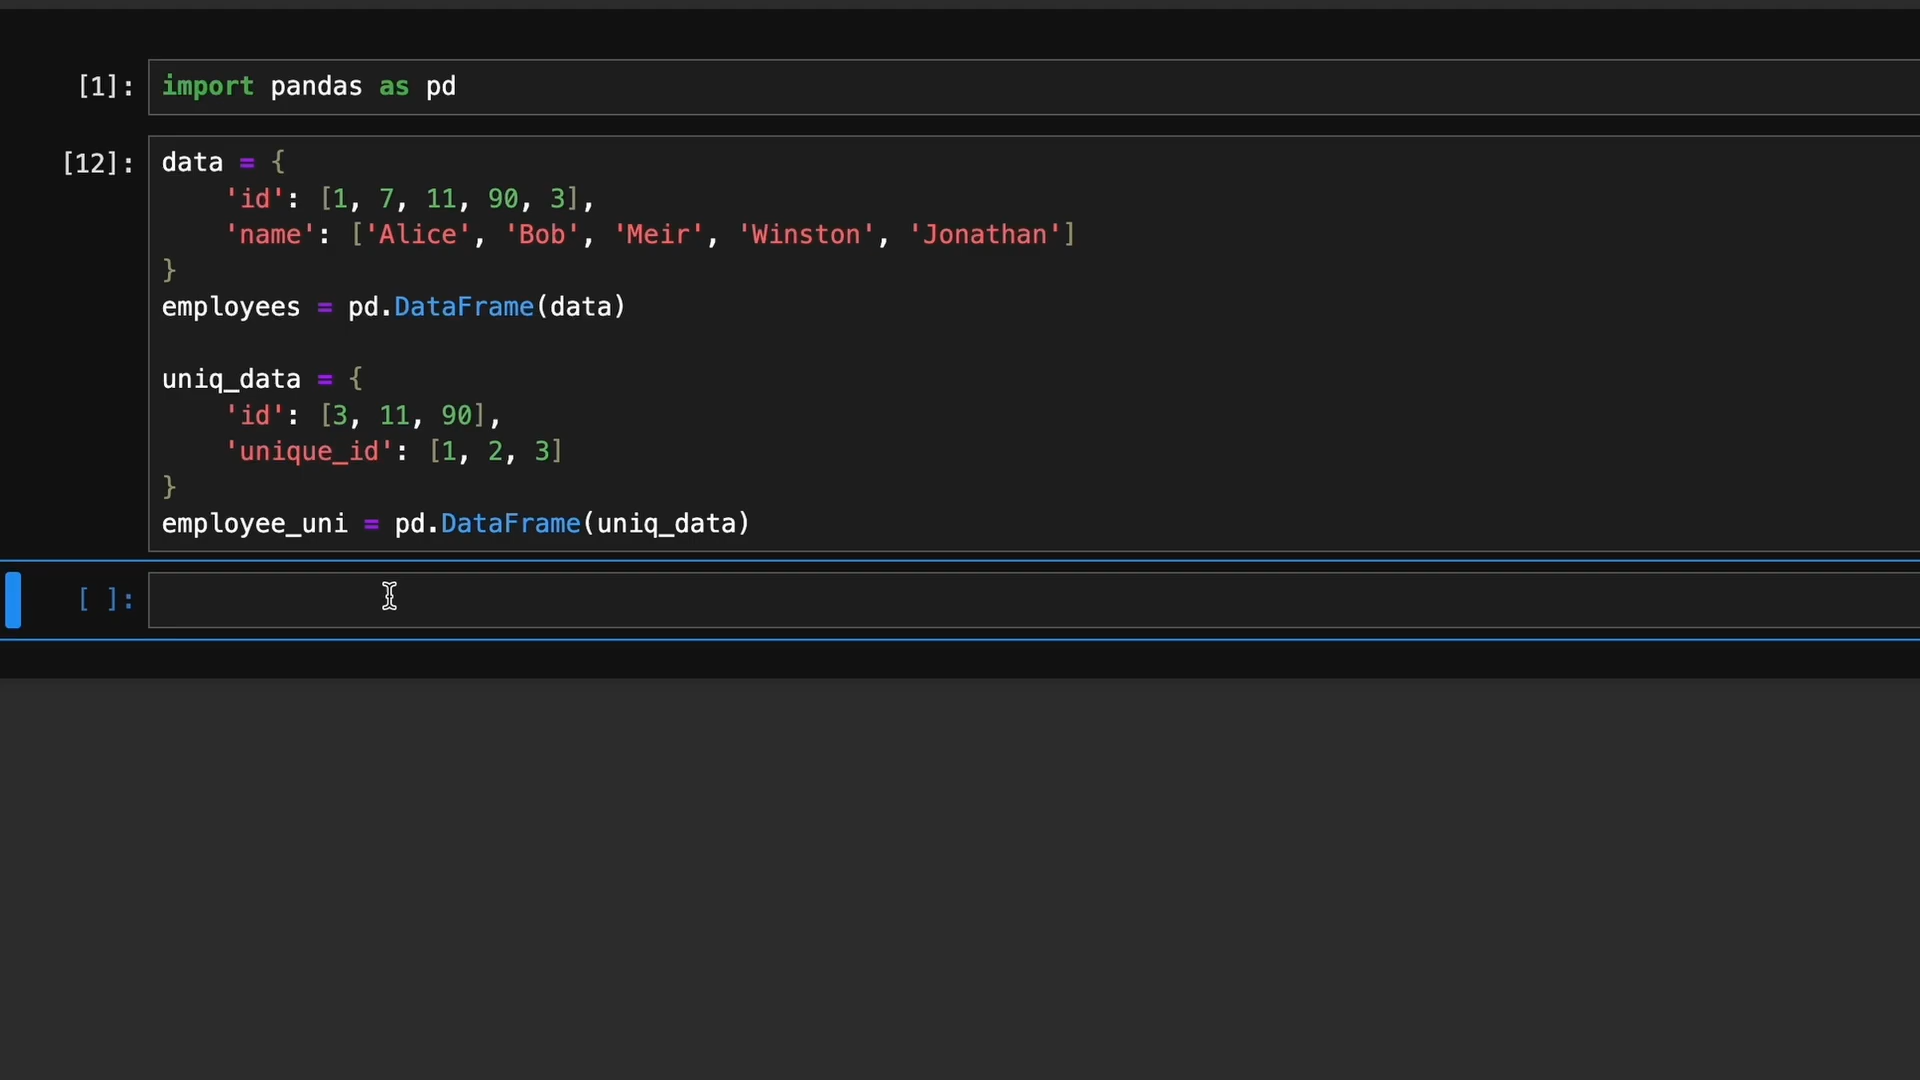 [1]: import pandas as pd
[12]: data = {
'id': [1, 7, 11, 90, 3],
'name': ['Alice', 'Bob', 'Meir', 'Winston', 'Jonathan']
}
employees = pd.DataFrame(data)
uniq_data = {
'id': [3, 11, 90],
'unique_id': [1, 2, 3]
}
employee_uni = pd.DataFrame(uniq_data)
[ ]: